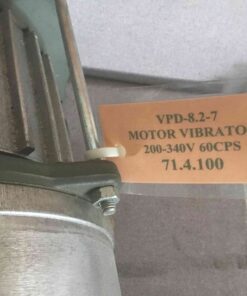 VPD-8.2-7
MOTOR VIBRATO
200-340V 60CPS
71.4.100